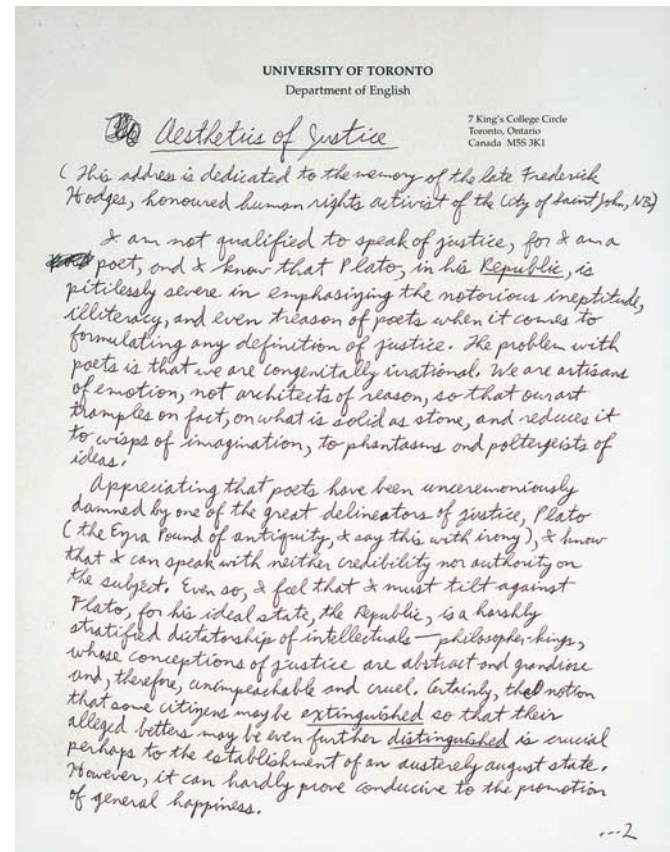 UNIVERSITY OF TORONTO
Department of English
7 King's College Circle
Toronto, Ontario
Canada M5S 3K1
Aesthetics of Justice
(This address is dedicated to the memory of the late Frederick
Hodges, honoured human rights activist of the City of Saint John, NB)
I am not qualified to speak of justice, for I am a
poet, and I know that Plato, in his Republic, is
pitilessly severe in emphasizing the notorious ineptitude,
illiteracy, and even treason of poets when it comes to
formulating any definition of justice. The problem with
poets is that we are congenitally irrational. We are artisans
of emotion, not architects of reason, so that our art
tramples on fact, on what is solid as stone, and reduces it
to wisps of imagination, to phantasms and poltergeists of
ideas.
Appreciating that poets have been unceremoniously
damned by one of the great delineators of justice, Plato
(the Ezra Pound of antiquity, I say this with irony), I know
that I can speak with neither credibility nor authority on
the subject. Even so, I feel that I must tilt against
Plato, for his ideal state, the Republic, is a harshly
stratified dictatorship of intellectuals—philosopher-kings,
whose conceptions of justice are abstract and grandiose
and, therefore, unimpeachable and cruel. Certainly, the notion
that some citizens may be extinguished so that their
alleged betters may be even further distinguished is crucial
perhaps to the establishment of an austerely august state.
However, it can hardly prove conducive to the promotion
of general happiness.
...2